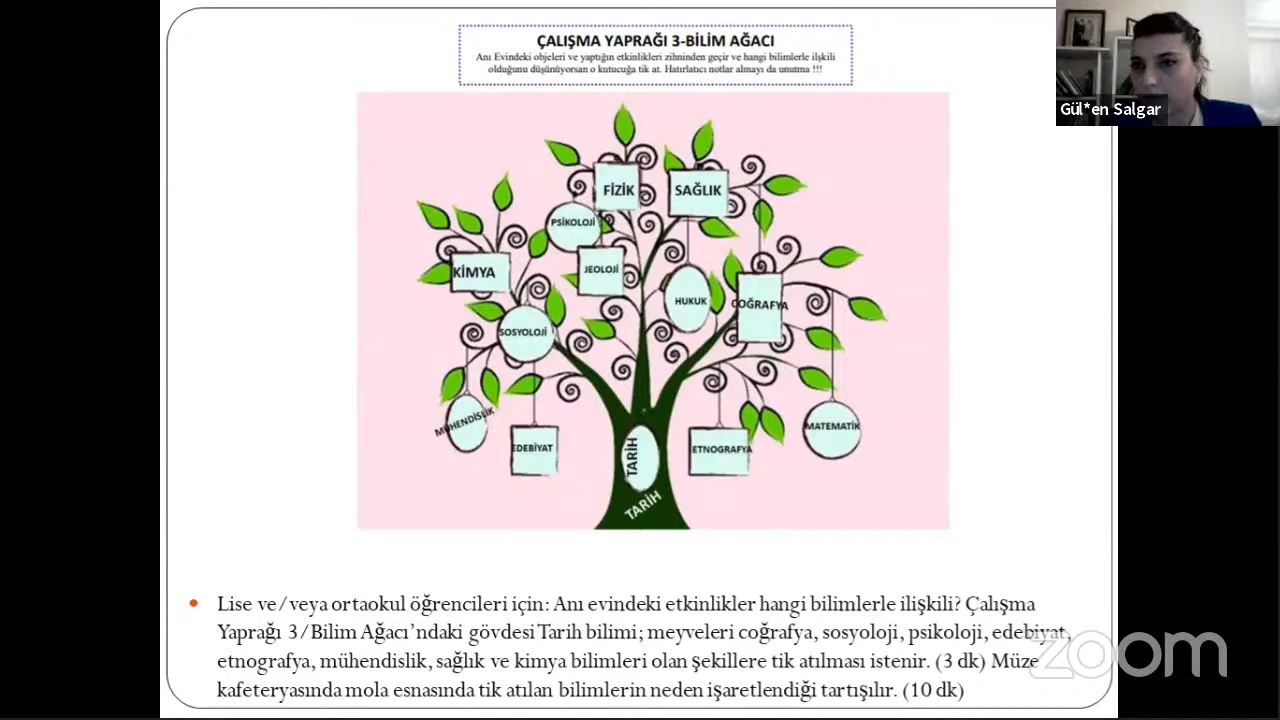 ÇALIŞMA YAPRAĞI 3-BİLİM AĞACI
Anı Evindeki objeleri ve yaptığın etkinlikleri zihninden geçir ve hangi bilimlerle ilşkili
olduğunu düşünüyorsan o kutucuğa tik at. Hatırlatıcı notlar almayı da unutma !!!
Gül*en Salgar
FİZİK
SAĞLIK
PSİKOLOJİ
KİMYA
JEOLOJİ
HUKUK
COĞRAFYA
SOSYOLOJİ
MÜHENDİSLİK
EDEBİYAT
TARİH
ETNOGRAFYA
MATEMATİK
TARİH
Lise ve/veya ortaokul öğrencileri için: Anı evindeki etkinlikler hangi bilimlerle ilişkili? Çalışma
Yaprağı 3/Bilim Ağacı'ndaki gövdesi Tarih bilimi; meyveleri coğrafya, sosyoloji, psikoloji, edebiyat,
etnografya, mühendislik, sağlık ve kimya bilimleri olan şekillere tik atılması istenir. (3 dk) Müze
kafeteryasında mola esnasında tik atılan bilimlerin neden işaretlendiği tartışılır. (10 dk)
zoom